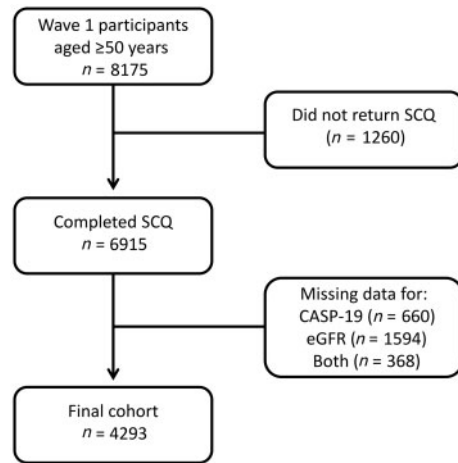 Wave 1 participants
aged ≥50 years
n = 8175
Did not return SCQ
(n = 1260)
Completed SCQ
n = 6915
Missing data for:
CASP-19 (n = 660)
eGFR (n = 1594)
Both (n = 368)
Final cohort
n = 4293